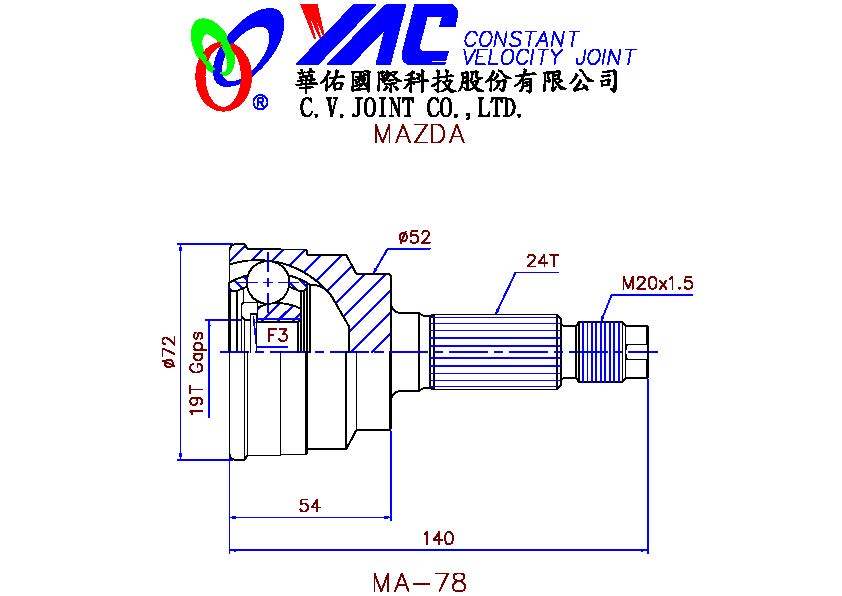 YAC CONSTANT
VELOCITY JOINT
®
華佑國際科技股份有限公司
C.V.JOINT CO.,LTD.
MAZDA
ø52
24T
M20x1.5
F3
ø72
19T Gaps
54
140
MA-78